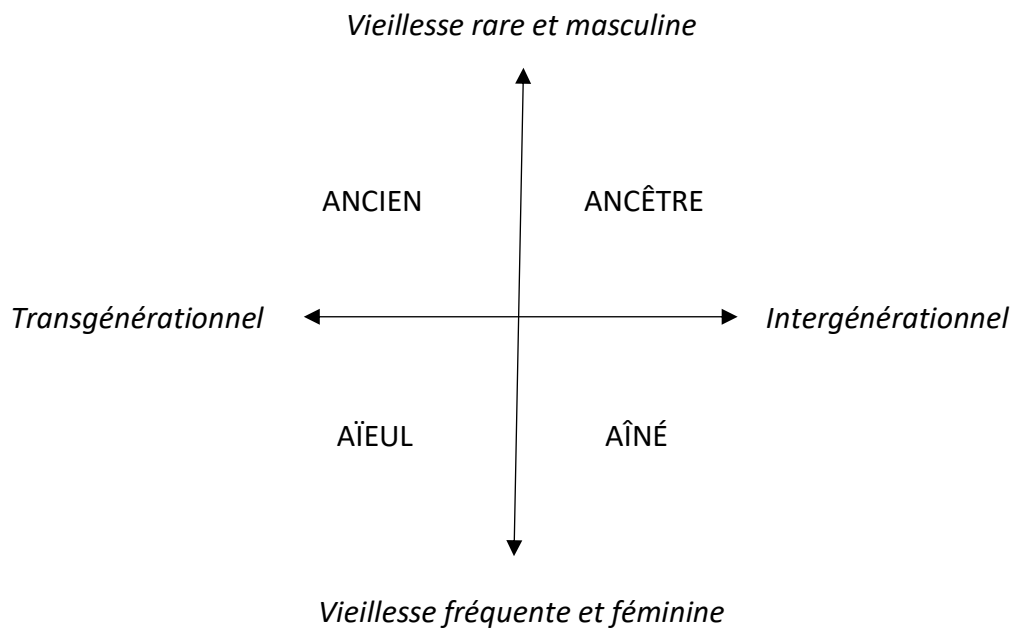 Vieillesse rare et masculine
ANCIEN ANCÊTRE
Transgénérationnel Intergénérationnel
AÏEUL AÎNÉ
Vieillesse fréquente et féminine